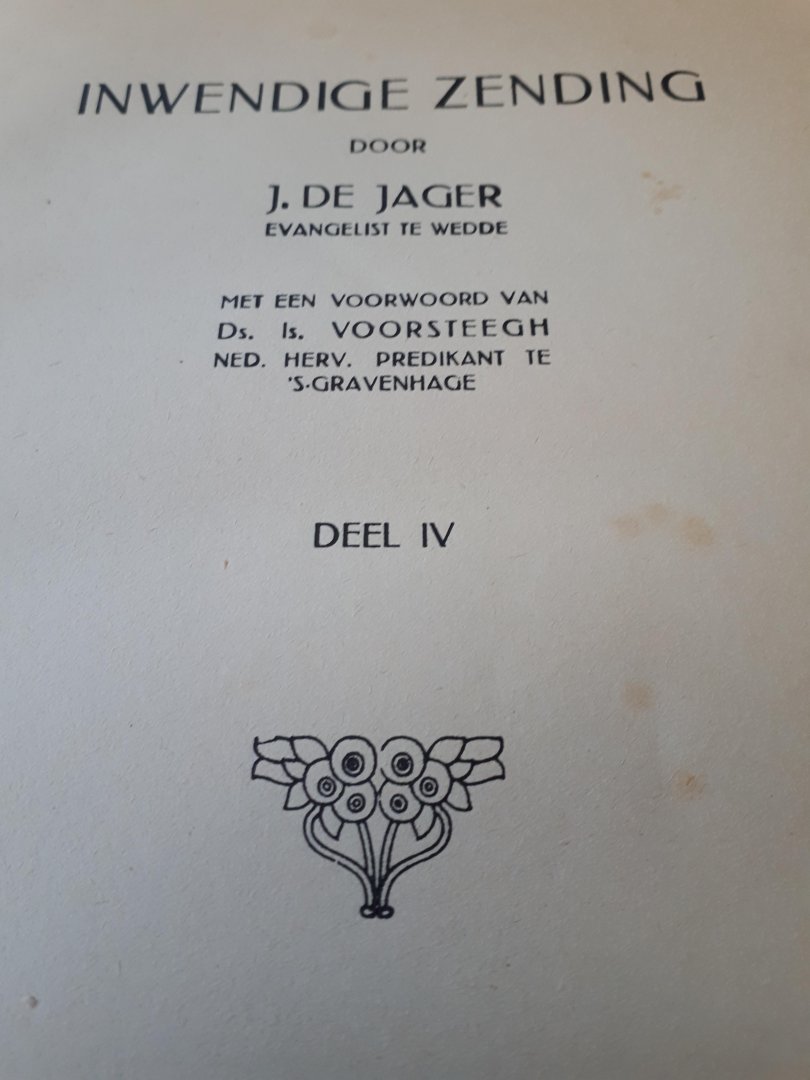 INWENDIGE ZENDING
DOOR
J. DE JAGER
EVANGELIST TE WEDDE
MET EEN VOORWOORD VAN
Ds. Is. VOORSTEEGH
NED. HERV. PREDIKANT TE
'S-GRAVENHAGE
DEEL IV